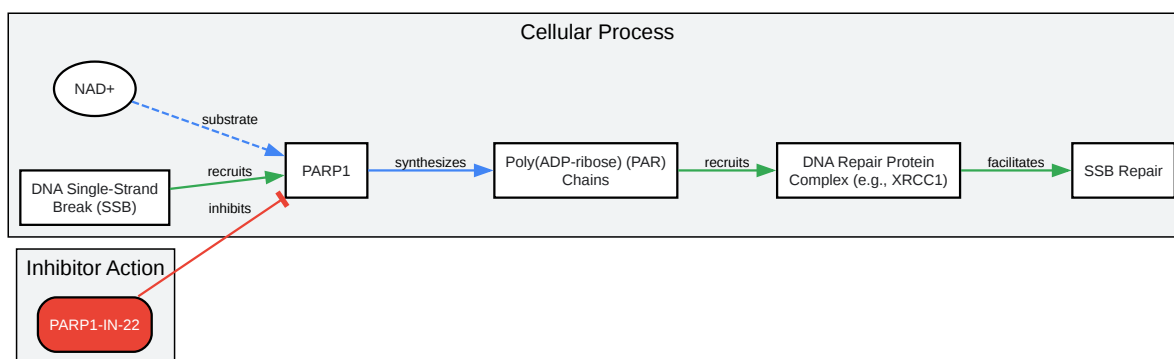 Cellular Process
NAD+
substrate
DNA Single-Strand
Break (SSB)
recruits
PARP1
synthesizes
Poly(ADP-ribose) (PAR)
Chains
recruits
DNA Repair Protein
Complex (e.g., XRCC1)
facilitates
SSB Repair
inhibits
Inhibitor Action
PARP1-IN-22